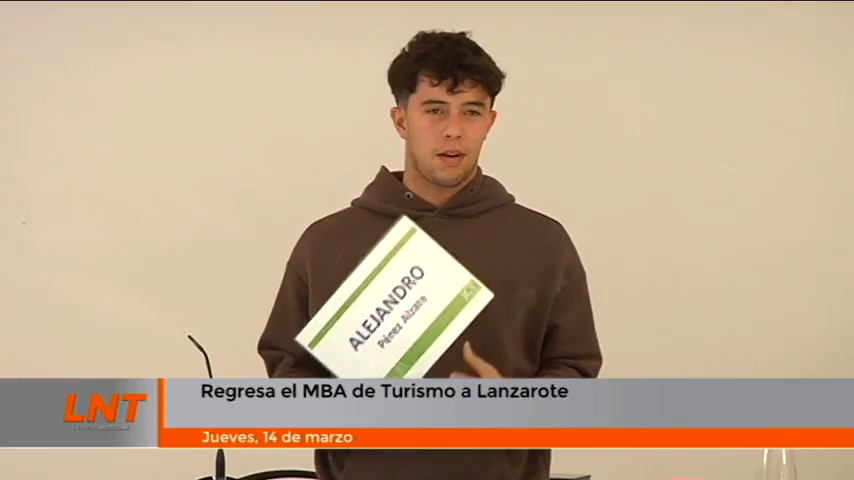 ALEJANDRO
Pérez Alzate
Regresa el MBA de Turismo a Lanzarote
LNT
Jueves, 14 de marzo